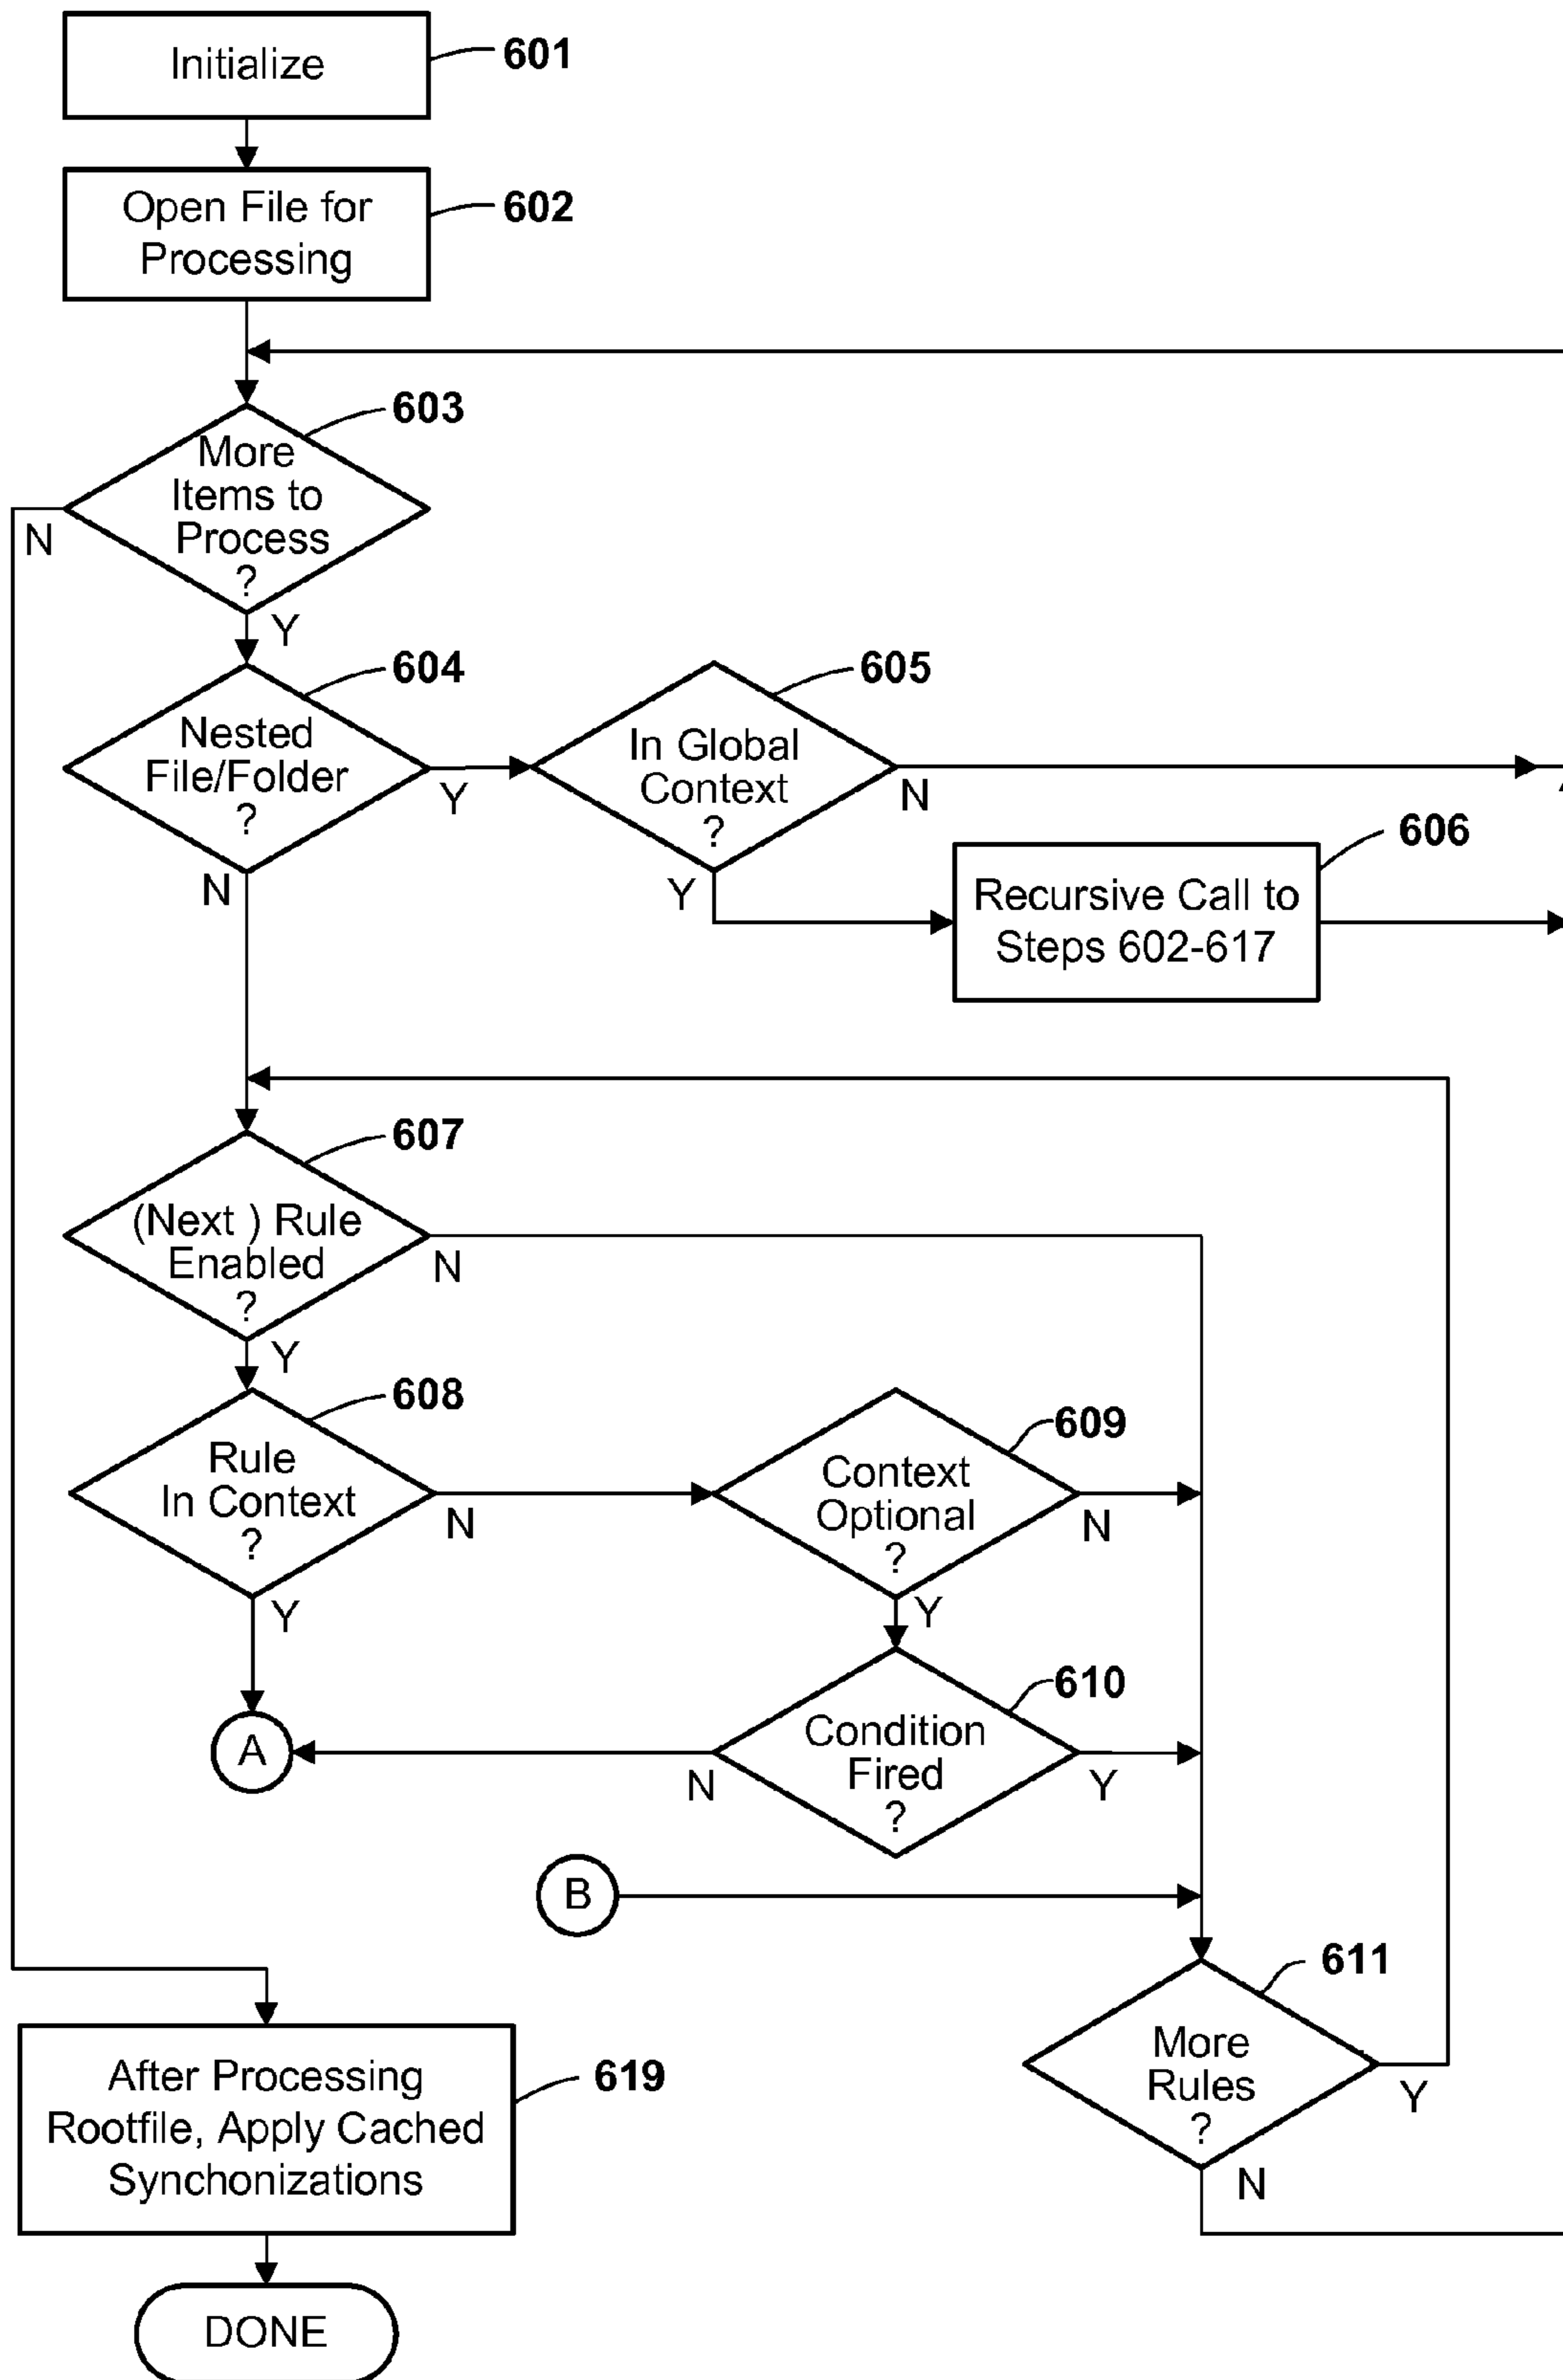 Initialize
601
Open File for
Processing
602
603
More
Items to
Process
?
N
Y
604
Nested
File/Folder
?
Y
N
605
In Global
Context
?
N
Y
606
Recursive Call to
Steps 602-617
607
(Next ) Rule
Enabled
?
N
Y
608
Rule
In Context
?
N
Y
609
Context
Optional
?
N
Y
610
Condition
Fired
?
N
Y
A
B
611
More
Rules
?
Y
N
619
After Processing
Rootfile, Apply Cached
Synchonizations
DONE